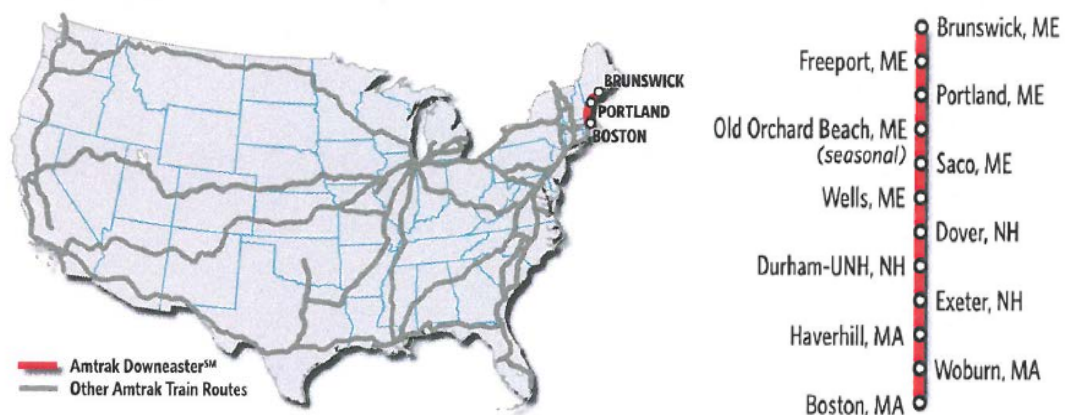 BRUNSWICK
PORTLAND
BOSTON
Amtrak Downeaster℠
Other Amtrak Train Routes
Brunswick, ME
Freeport, ME
Portland, ME
Old Orchard Beach, ME
(seasonal)
Saco, ME
Wells, ME
Dover, NH
Durham-UNH, NH
Exeter, NH
Haverhill, MA
Woburn, MA
Boston, MA